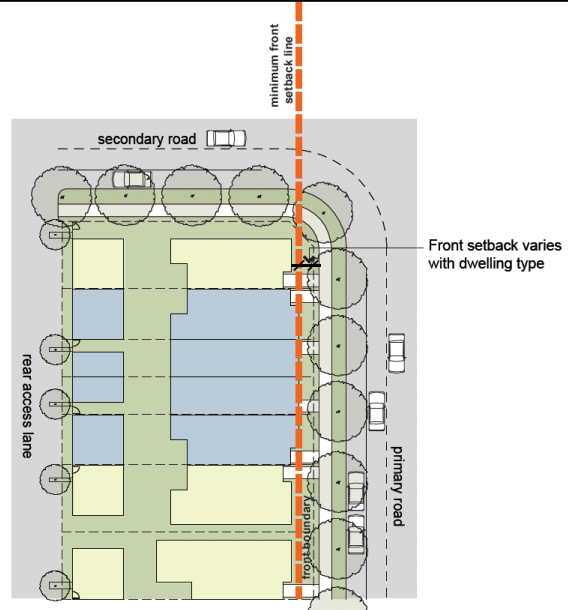 minimum front
setback line
secondary road
Front setback varies
with dwelling type
rear access lane
primary road
front boundary